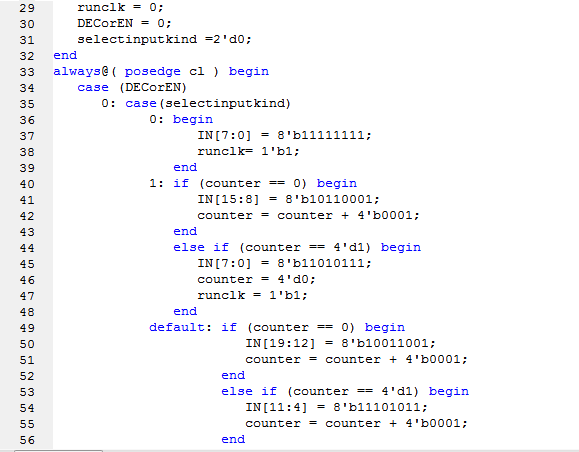 29 runclk = 0;
30 DECorEN = 0;
31 selectinputkind =2'd0;
32 end
33 always@( posedge cl ) begin
34 case (DECorEN)
35 0: case(selectinputkind)
36 0: begin
37 IN[7:0] = 8'b11111111;
38 runclk= 1'b1;
39 end
40 1: if (counter == 0) begin
41 IN[15:8] = 8'b10110001;
42 counter = counter + 4'b0001;
43 end
44 else if (counter == 4'd1) begin
45 IN[7:0] = 8'b11010111;
46 counter = 4'd0;
47 runclk = 1'b1;
48 end
49 default: if (counter == 0) begin
50 IN[19:12] = 8'b10011001;
51 counter = counter + 4'b0001;
52 end
53 else if (counter == 4'd1) begin
54 IN[11:4] = 8'b11101011;
55 counter = counter + 4'b0001;
56 end